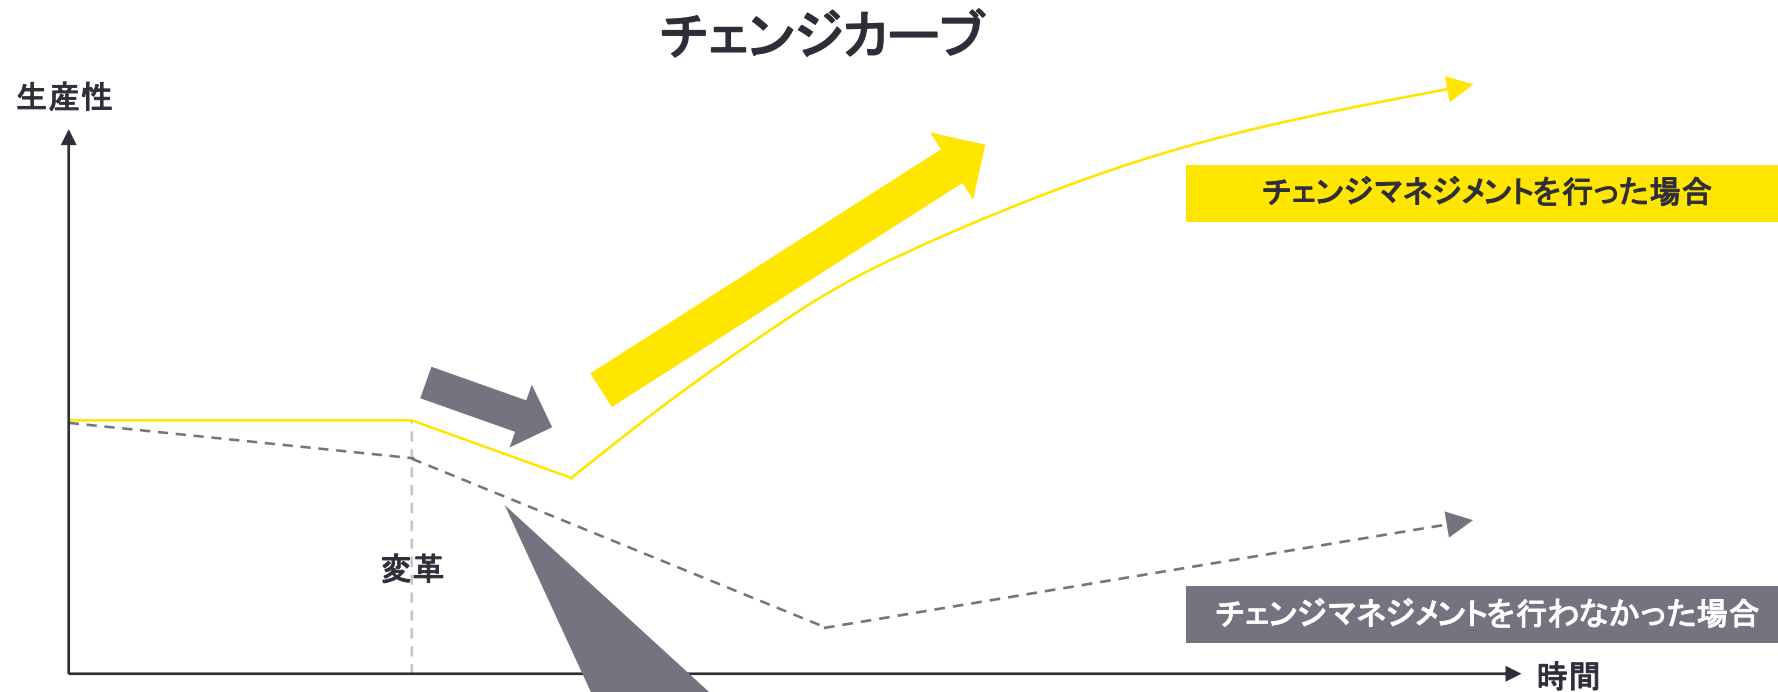 チェンジカーブ
生産性
チェンジマネジメントを行った場合
変革
チェンジマネジメントを行わなかった場合
時間